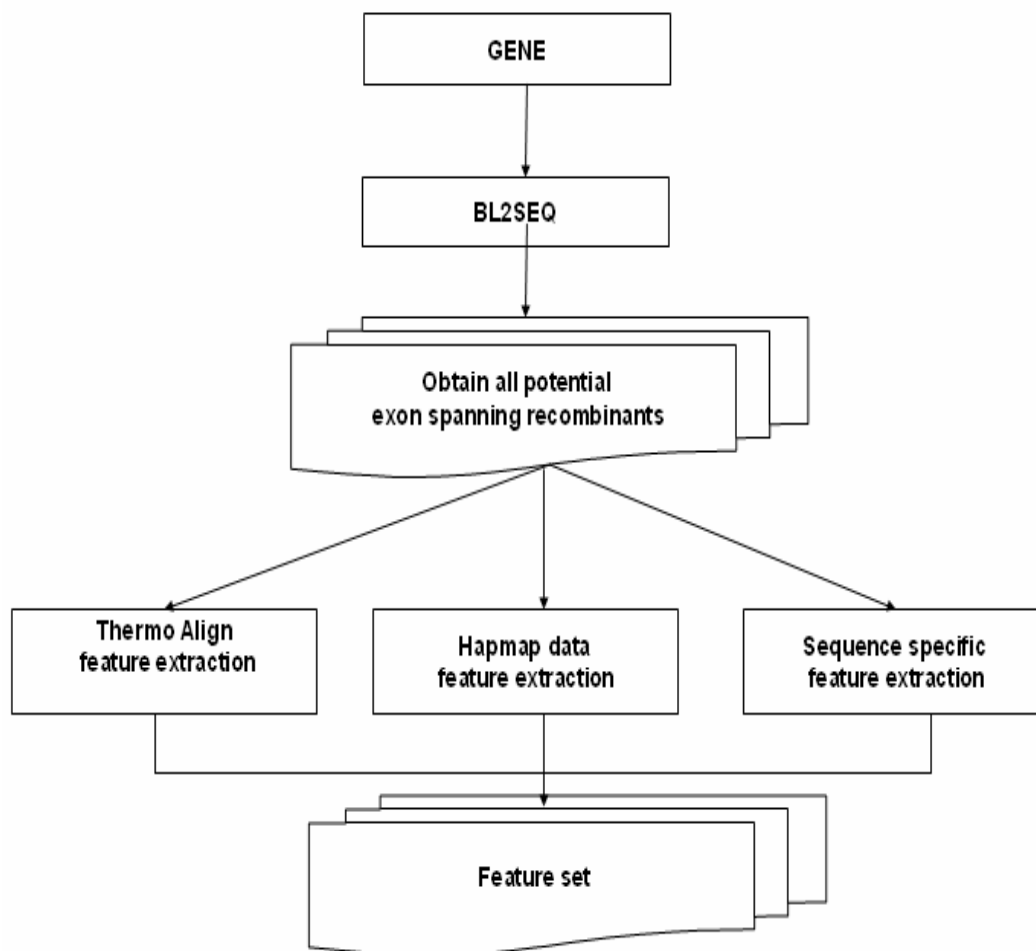 GENE
BL2SEQ
Obtain all potential
exon spanning recombinants
Thermo Align
feature extraction
Hapmap data
feature extraction
Sequence specific
feature extraction
Feature set